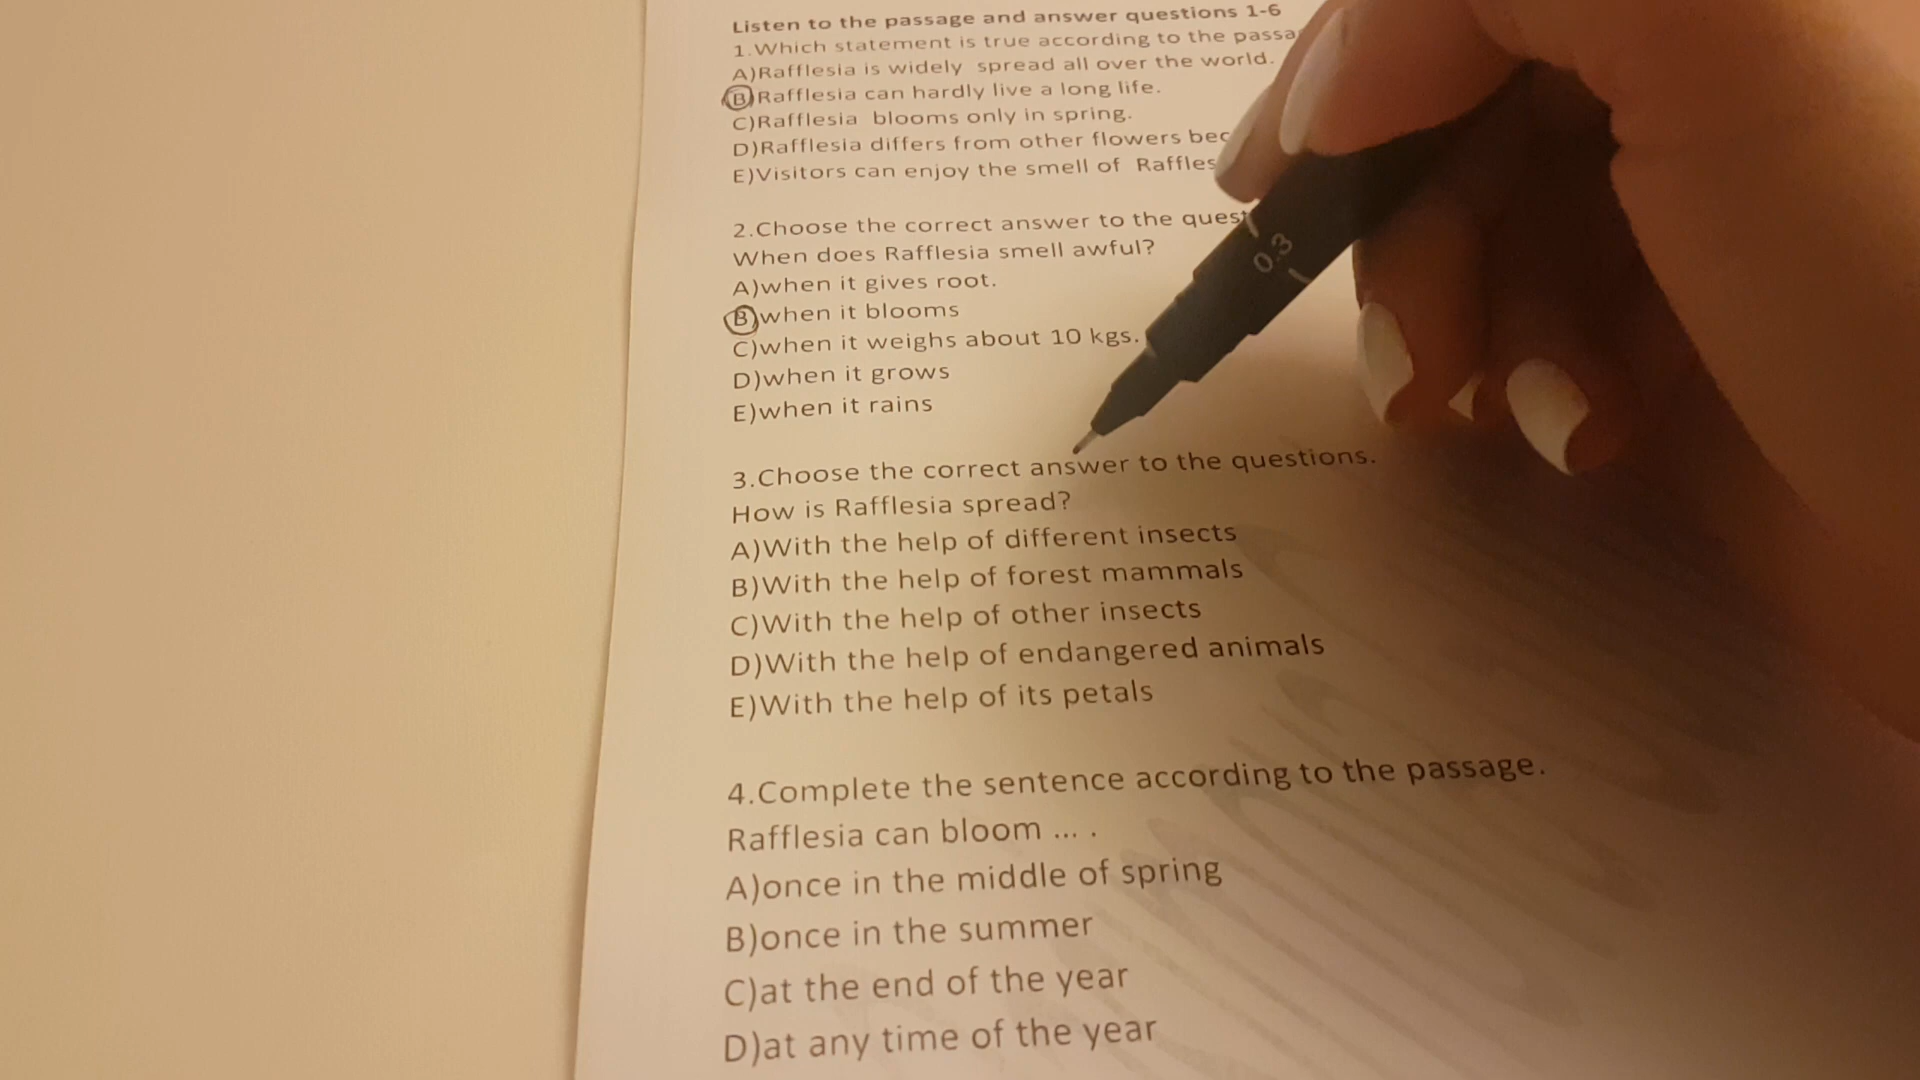 Listen to the passage and answer questions 1-6
1.Which statement is true according to the
A)Rafflesia is widely spread all over the world.
B)Rafflesia can hardly live a long life.
C)Rafflesia blooms only in spring.
D)Rafflesia differs from other flowers
E)Visitors can enjoy the smell of
2.Choose the correct answer to the
When does Rafflesia smell awful?
A)when it gives root.
B)when it blooms
C)when it weighs about 10 kgs.
D)when it grows
E)when it rains
0.3
3.Choose the correct answer to the questions.
How is Rafflesia spread?
A)With the help of different insects
B)With the help of forest mammals
C)With the help of other insects
D)With the help of endangered animals
E)With the help of its petals
4.Complete the sentence according to the passage.
Rafflesia can bloom ... .
A)once in the middle of spring
B)once in the summer
C)at the end of the year
D)at any time of the year